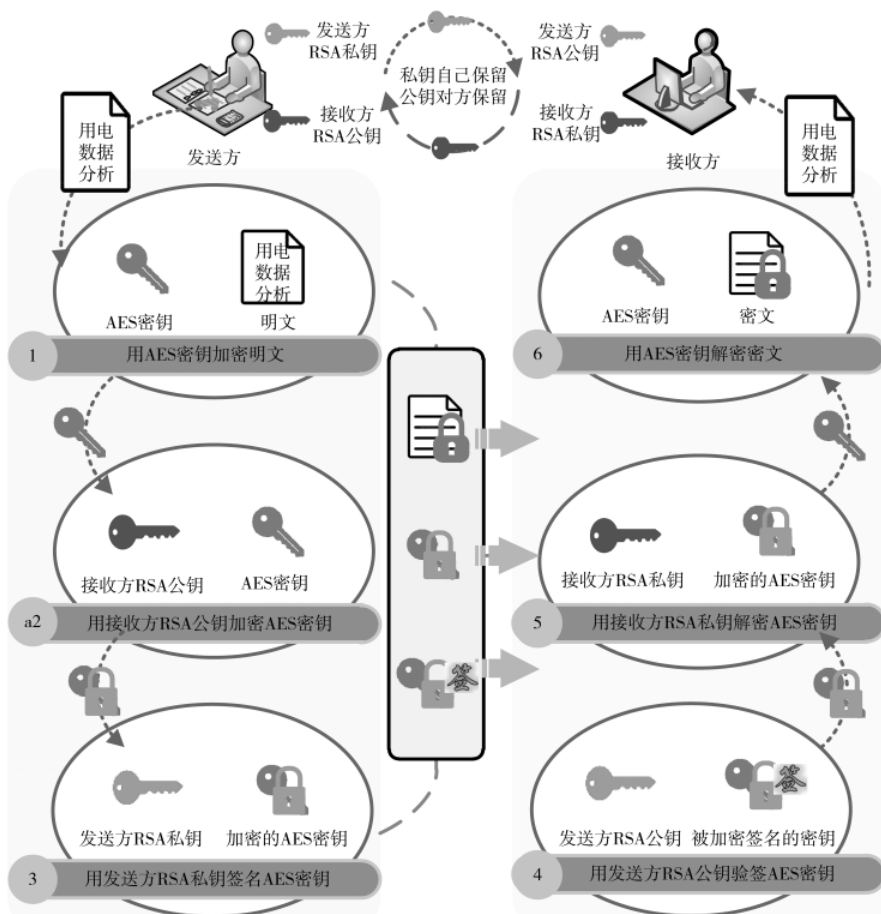 发送方
RSA私钥
发送方
RSA公钥
私钥自己保留
公钥对方保留
接收方
RSA公钥
接收方
RSA私钥
用电
数据
分析
发送方
接收方
用电
数据
分析
用电
数据
分析
AES密钥
明文
1
用AES密钥加密明文
接收方RSA公钥
AES密钥
a2
用接收方RSA公钥加密AES密钥
发送方RSA私钥
加密的AES密钥
3
用发送方RSA私钥签名AES密钥
签
AES密钥
密文
6
用AES密钥解密密文
接收方RSA私钥
加密的AES密钥
5
用接收方RSA私钥解密AES密钥
签
发送方RSA公钥
被加密签名的密钥
4
用发送方RSA公钥验签AES密钥